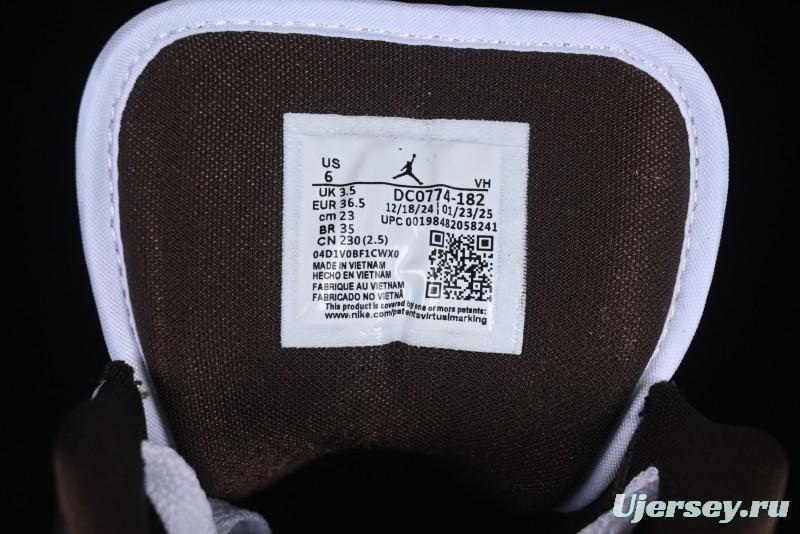 US
6
VH
UK 3.5
DC0774-182
EUR 36.5
12/18/24 | 01/23/25
cm 23
UPC 00198482058241
BR 35
CN 230 (2.5)
04D1V0BF1CWX0
MADE IN VIETNAM
HECHO EN VIETNAM
FABRIQUE AU VIETNAM
FABRICADO NO VIETNÃ
This product is covered by one or more patents:
www.nike.com/patentsvirtualmarking
Ujersey.ru